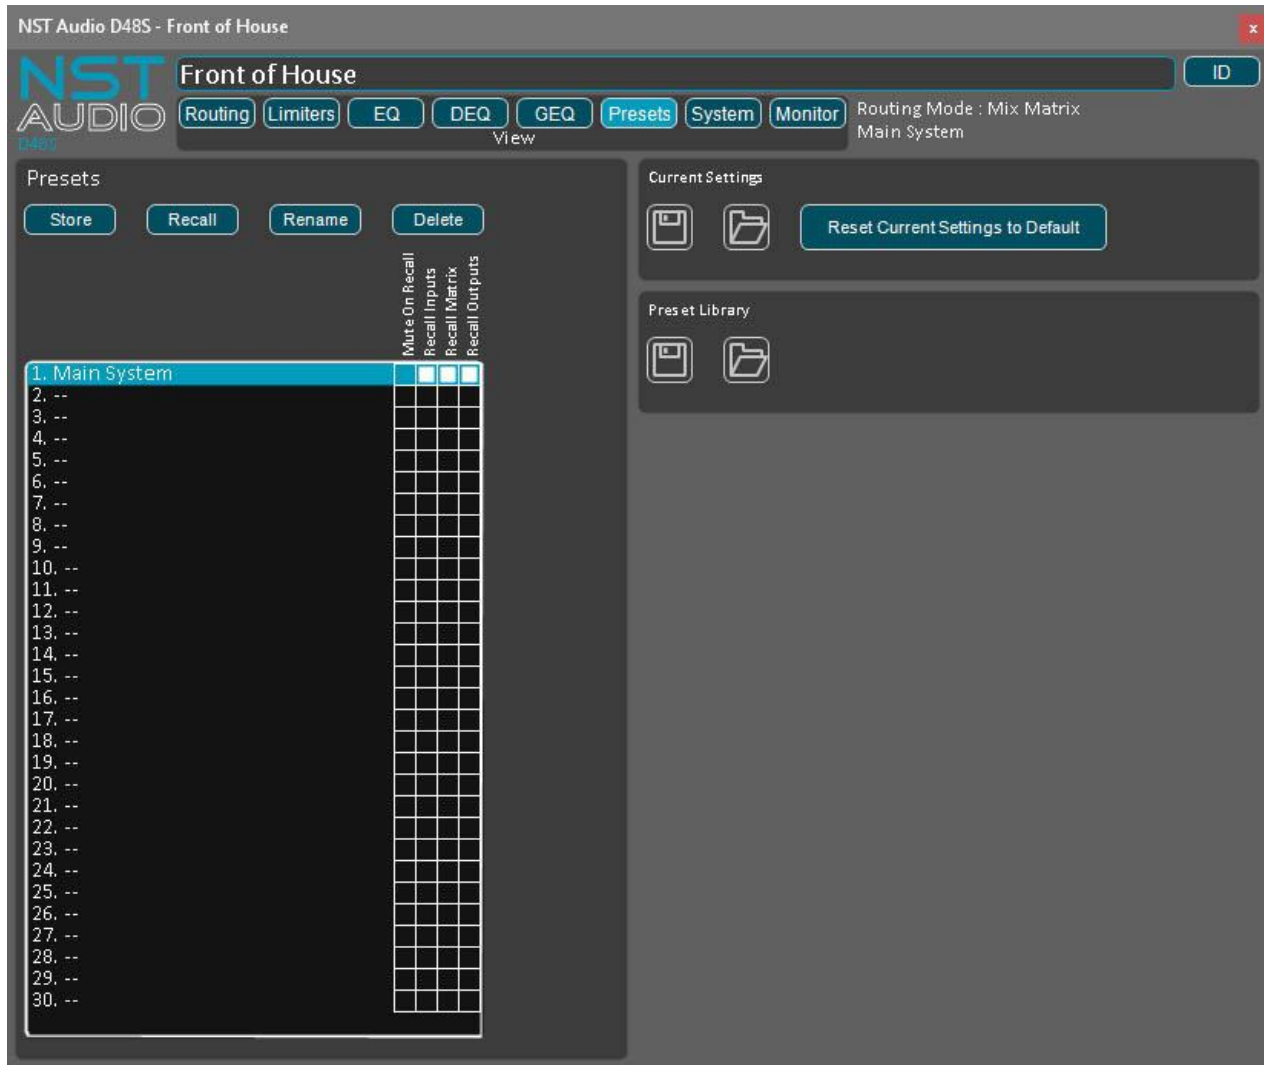 NST Audio D48S - Front of House
x
NST
AUDIO
D48S
Front of House
ID
Routing Limiters EQ DEQ GEQ Presets System Monitor
View
Routing Mode : Mix Matrix
Main System
Presets
Store Recall Rename Delete
Mute On Recall
Recall Inputs
Recall Matrix
Recall Outputs
1. Main System
2. --
3. --
4. --
5. --
6. --
7. --
8. --
9. --
10. --
11. --
12. --
13. --
14. --
15. --
16. --
17. --
18. --
19. --
20. --
21. --
22. --
23. --
24. --
25. --
26. --
27. --
28. --
29. --
30. --
Current Settings
Reset Current Settings to Default
Preset Library